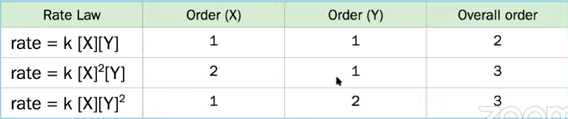 Rate Law Order (X) Order (Y) Overall order
rate = k [X][Y] 1 1 2
rate = k [X]²[Y] 2 1 3
rate = k [X][Y]² 1 2 3
zoom